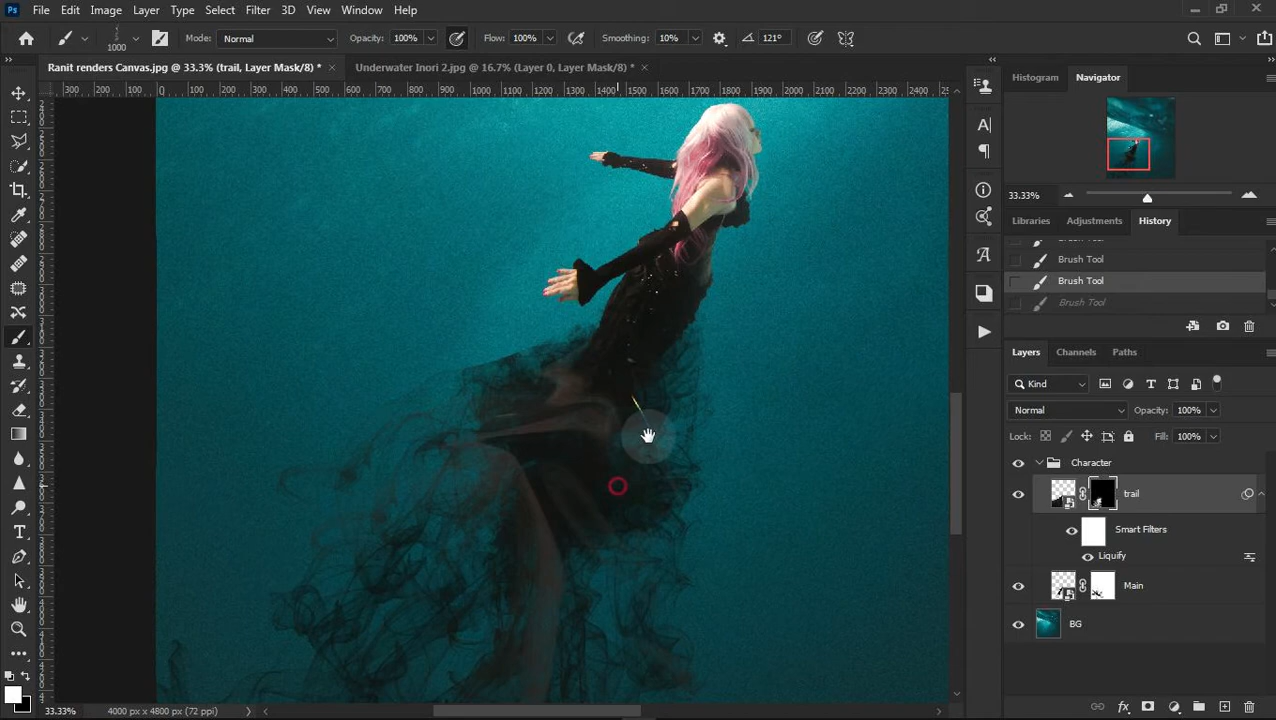 Ps File Edit Image Layer Type Select Filter 3D View Window Help
1000 Mode: Normal Opacity: 100% Flow: 100% Smoothing: 10% 121°
Ranit renders Canvas.jpg @ 33.3% (trail, Layer Mask/8) * × Underwater Inori 2.jpg @ 16.7% (Layer 0, Layer Mask/8) * ×
300 200 100 0 100 200 300 400 500 600 700 800 900 1000 1100 1200 1300 1400 1500 1600 1700 1800 1900 2000 2100 2200 2300 2400
Histogram Navigator
33.33%
Libraries Adjustments History
Brush Tool
Brush Tool
Brush Tool
Layers Channels Paths
Kind
Normal Opacity:
Lock: Fill:
Character
trail
Smart Filters
Liquify
Main
BG
33.33% 4000 px x 4800 px (72 ppi)